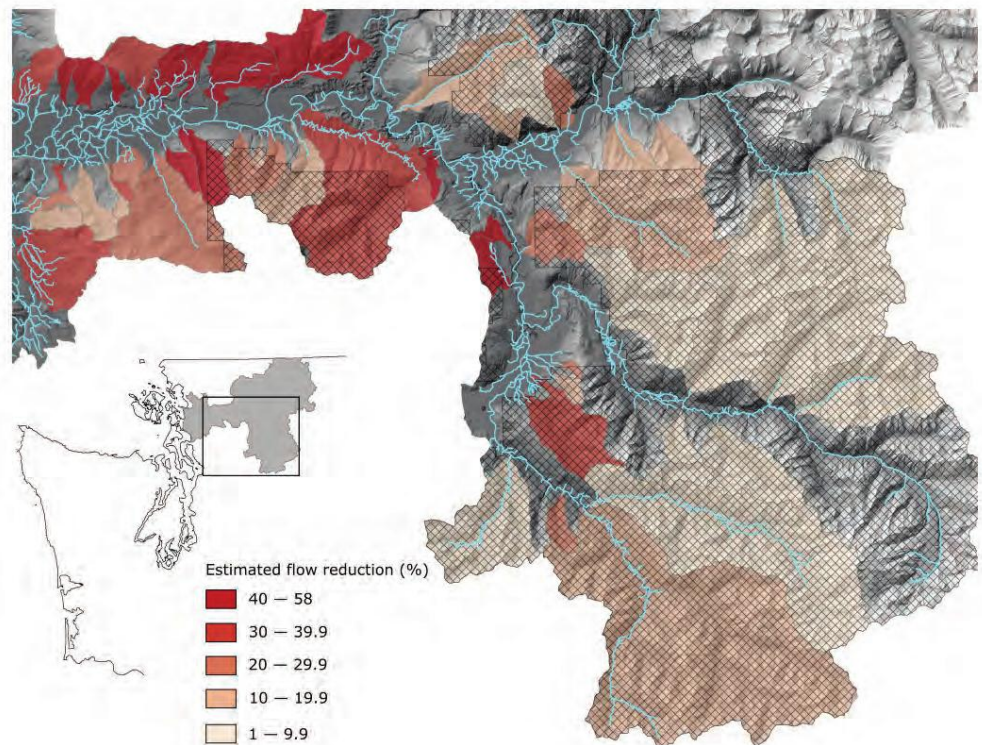 Estimated flow reduction (%)
40 — 58
30 — 39.9
20 — 29.9
10 — 19.9
1 — 9.9